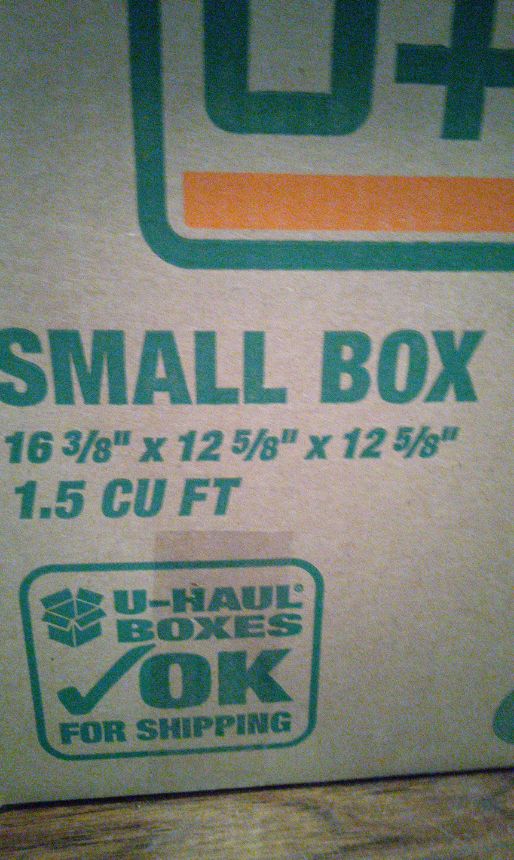 U-H
SMALL BOX
16 3/8" x 12 5/8" x 12 5/8"
1.5 CU FT
U-HAUL®
BOXES
✓OK
FOR SHIPPING